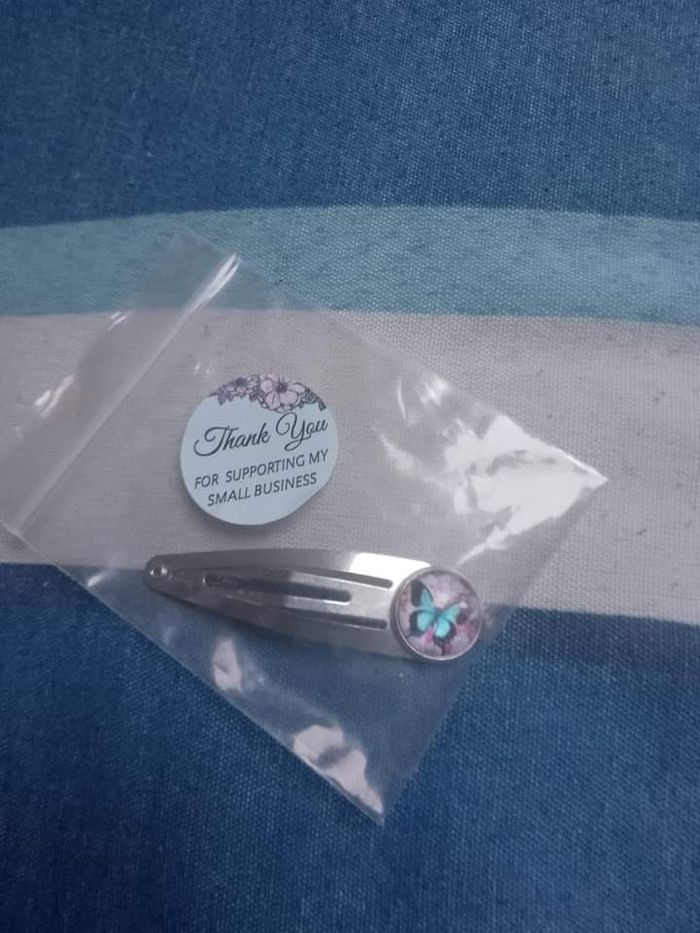 Thank You
FOR SUPPORTING MY
SMALL BUSINESS